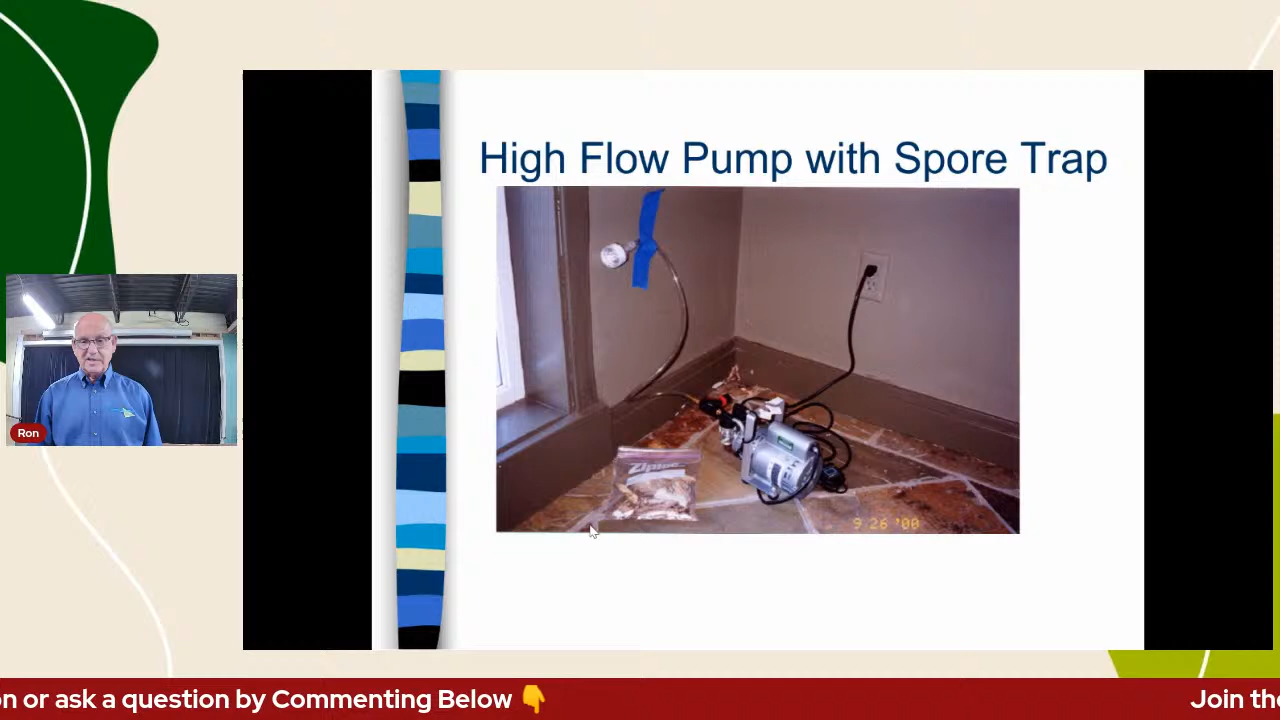 High Flow Pump with Spore Trap
Ziploc
9 26 '00
Ron
on or ask a question by Commenting Below 👇
Join the